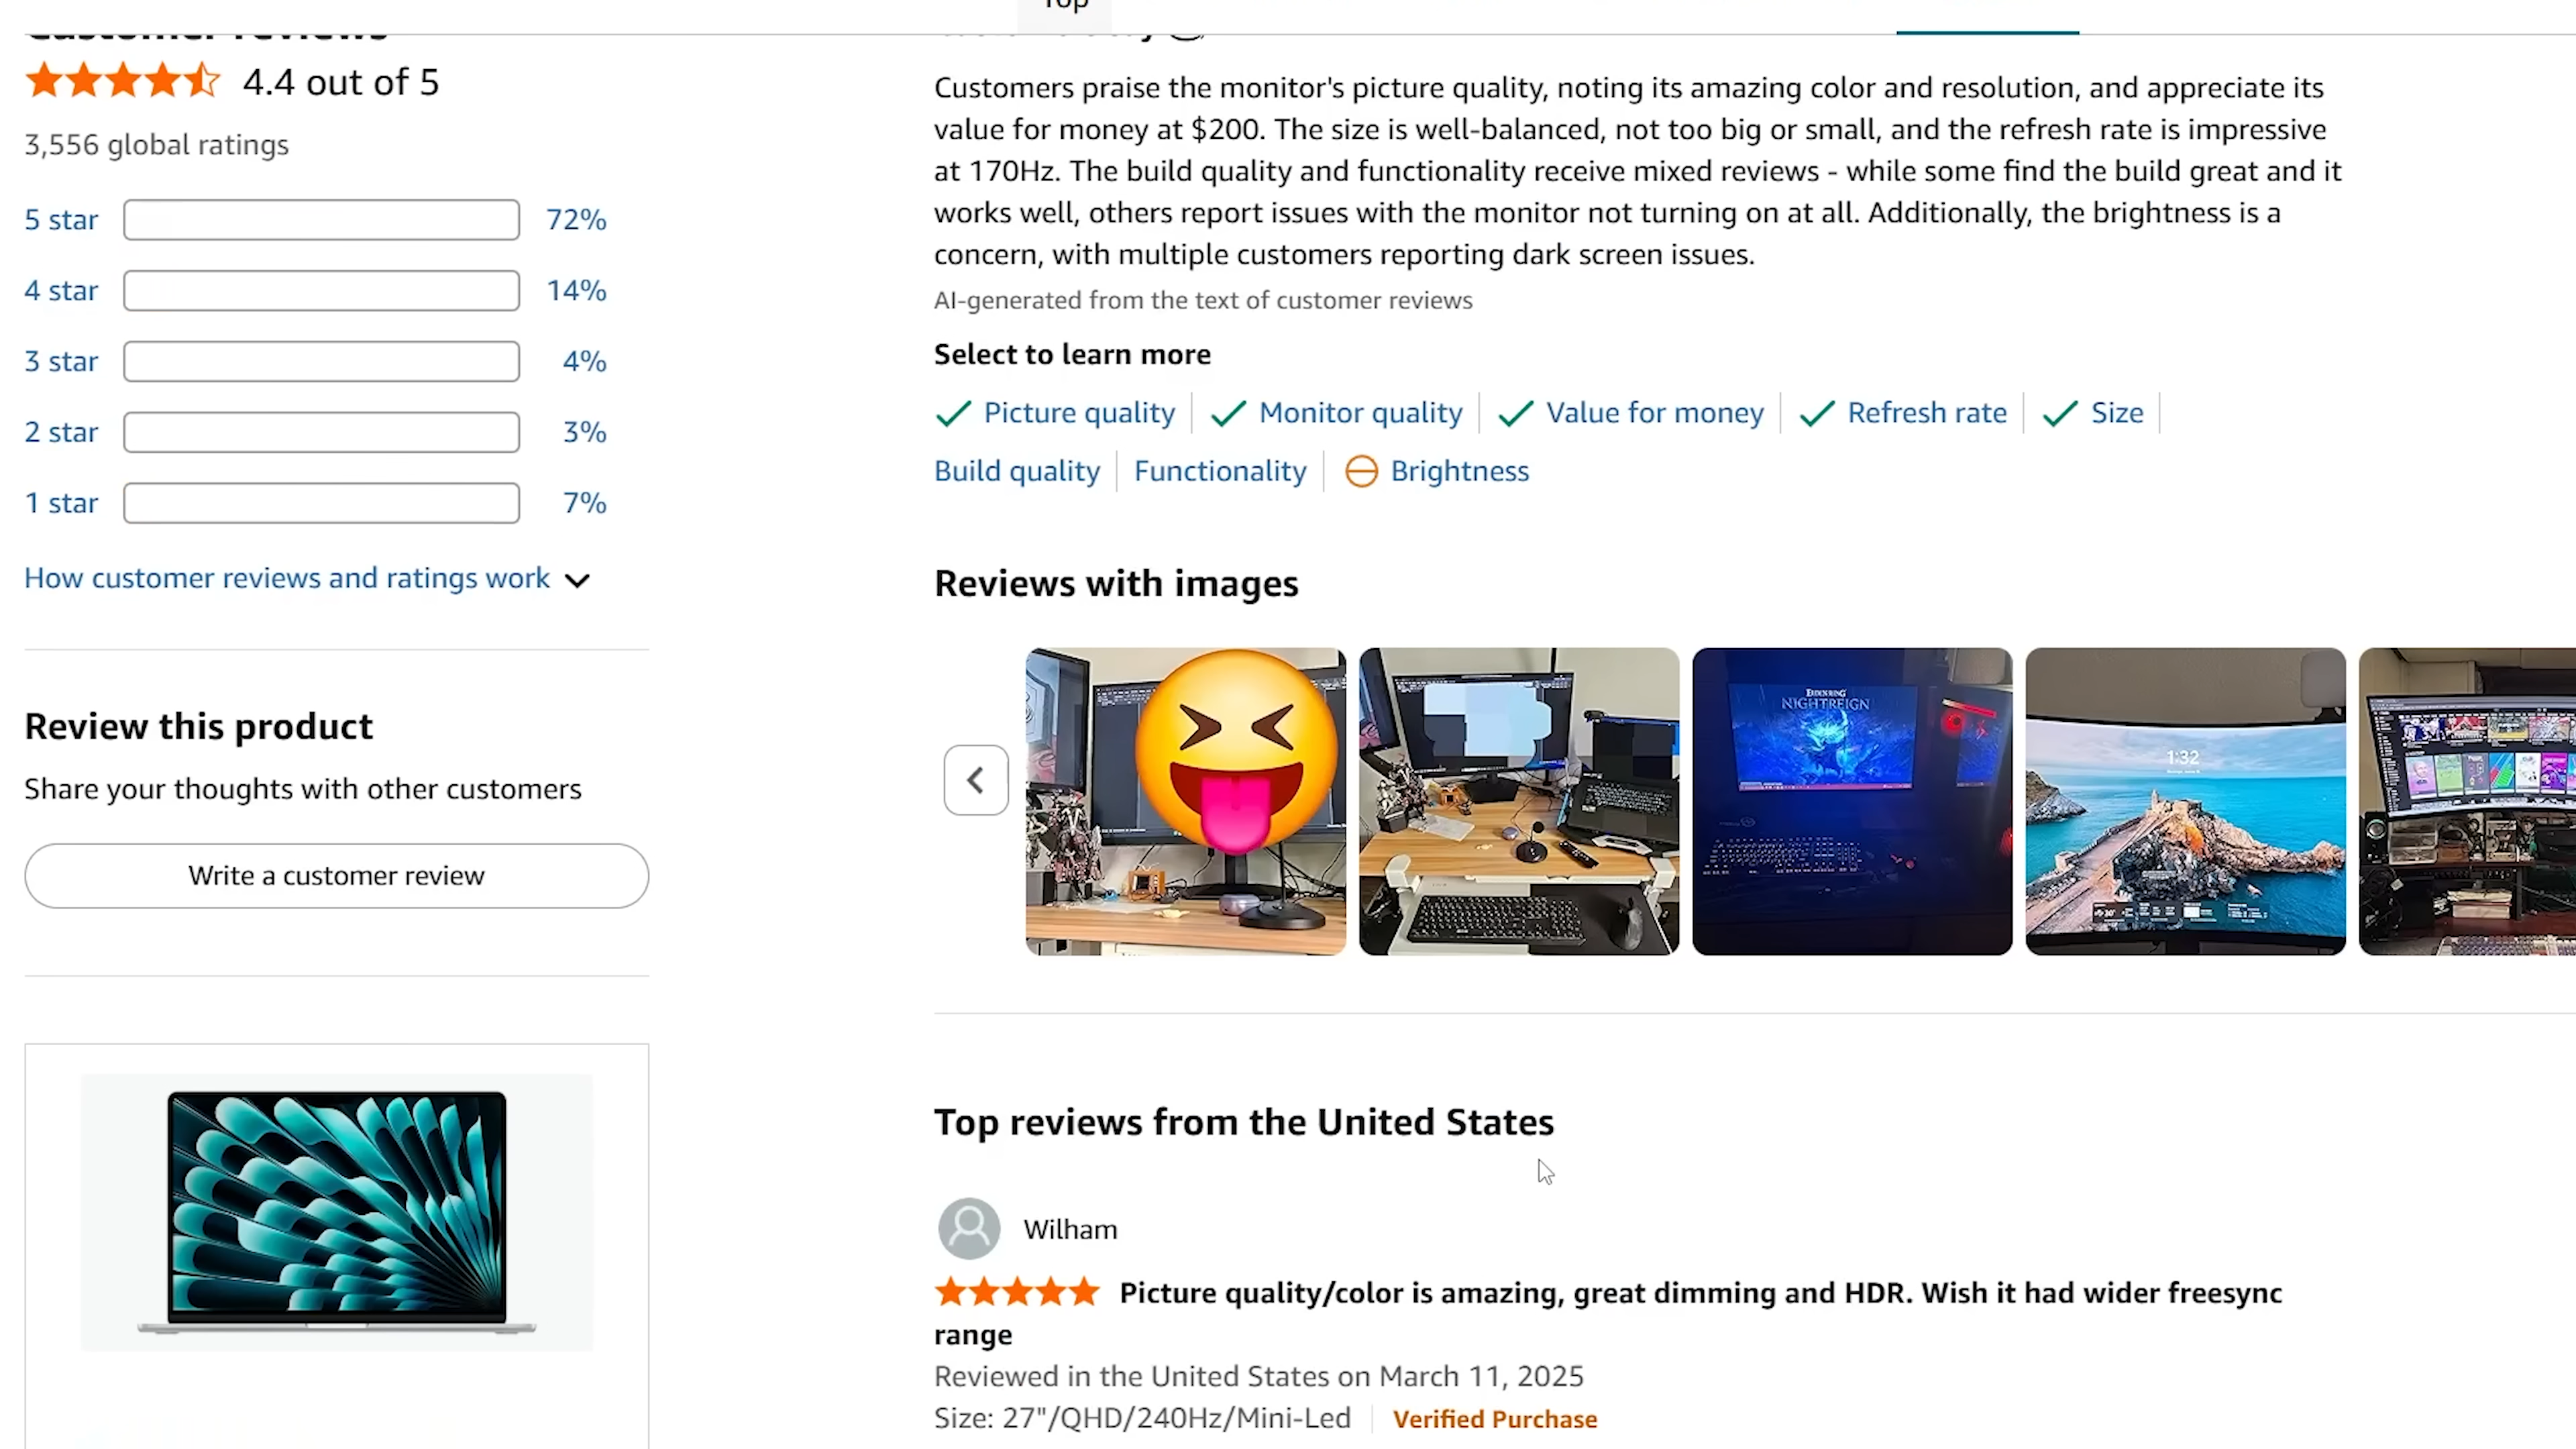 Top
Customer reviews
4.4 out of 5
3,556 global ratings
5 star 72%
4 star 14%
3 star 4%
2 star 3%
1 star 7%
How customer reviews and ratings work
Review this product
Share your thoughts with other customers
Write a customer review
Customers praise the monitor's picture quality, noting its amazing color and resolution, and appreciate its
value for money at $200. The size is well-balanced, not too big or small, and the refresh rate is impressive
at 170Hz. The build quality and functionality receive mixed reviews - while some find the build great and it
works well, others report issues with the monitor not turning on at all. Additionally, the brightness is a
concern, with multiple customers reporting dark screen issues.
AI-generated from the text of customer reviews
Select to learn more
Picture quality Monitor quality Value for money Refresh rate Size
Build quality Functionality Brightness
Reviews with images
ELDEN RING
NIGHTREIGN
1:32
Top reviews from the United States
Wilham
Picture quality/color is amazing, great dimming and HDR. Wish it had wider freesync
range
Reviewed in the United States on March 11, 2025
Size: 27"/QHD/240Hz/Mini-Led Verified Purchase